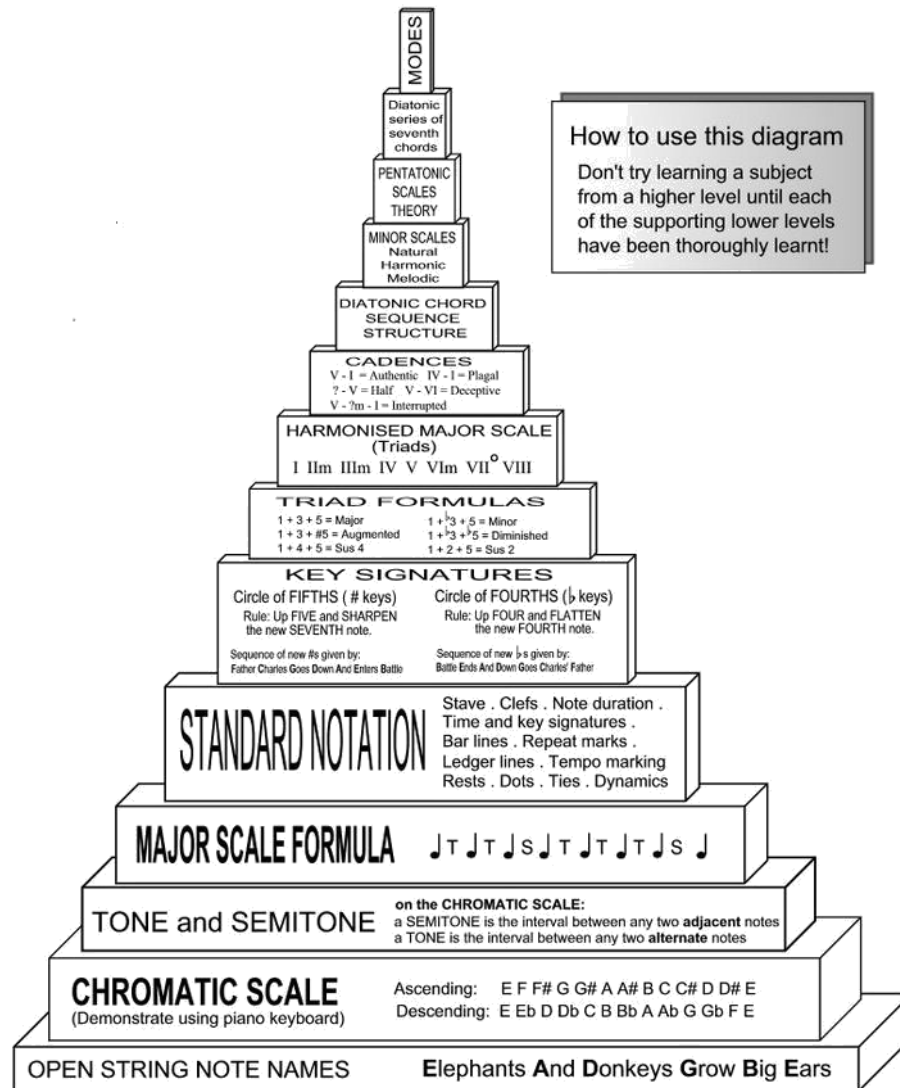 MODES
Diatonic
series of
seventh
chords
PENTATONIC
SCALES
THEORY
MINOR SCALES
Natural
Harmonic
Melodic
DIATONIC CHORD
SEQUENCE
STRUCTURE
CADENCES
V - I = Authentic IV - I = Plagal
? - V = Half V - VI = Deceptive
V - ?m - I = Interrupted
HARMONISED MAJOR SCALE
(Triads)
I IIm IIIm IV V VIm VII° VIII
TRIAD FORMULAS
1 + 3 + 5 = Major
1 + 3 + #5 = Augmented
1 + 4 + 5 = Sus 4
1 + ♭3 + 5 = Minor
1 + ♭3 + ♭5 = Diminished
1 + 2 + 5 = Sus 2
KEY SIGNATURES
Circle of FIFTHS ( # keys)
Rule: Up FIVE and SHARPEN
the new SEVENTH note.
Sequence of new #s given by:
Father Charles Goes Down And Enters Battle
Circle of FOURTHS (♭ keys)
Rule: Up FOUR and FLATTEN
the new FOURTH note.
Sequence of new ♭s given by:
Battle Ends And Down Goes Charles' Father
STANDARD NOTATION
Stave . Clefs . Note duration .
Time and key signatures .
Bar lines . Repeat marks .
Ledger lines . Tempo marking
Rests . Dots . Ties . Dynamics
MAJOR SCALE FORMULA ♩ T ♩ T ♩ S ♩ T ♩ T ♩ T ♩ S ♩
TONE and SEMITONE
on the CHROMATIC SCALE:
a SEMITONE is the interval between any two adjacent notes
a TONE is the interval between any two alternate notes
CHROMATIC SCALE
(Demonstrate using piano keyboard)
Ascending: E F F# G G# A A# B C C# D D# E
Descending: E Eb D Db C B Bb A Ab G Gb F E
OPEN STRING NOTE NAMES Elephants And Donkeys Grow Big Ears
How to use this diagram
Don't try learning a subject
from a higher level until each
of the supporting lower levels
have been thoroughly learnt!